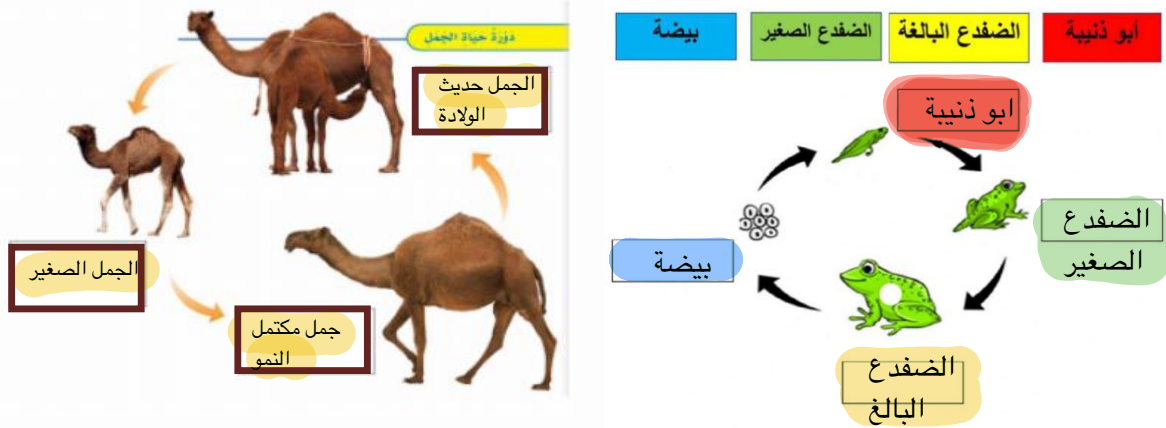 دورة حياة الجمل
الجمل حديث
الولادة
الجمل الصغير
جمل مكتمل
النمو
أبو ذنيبة
الضفدع البالغة
الضفدع الصغير
بيضة
ابو ذنيبة
الضفدع
الصغير
بيضة
الضفدع
البالغ